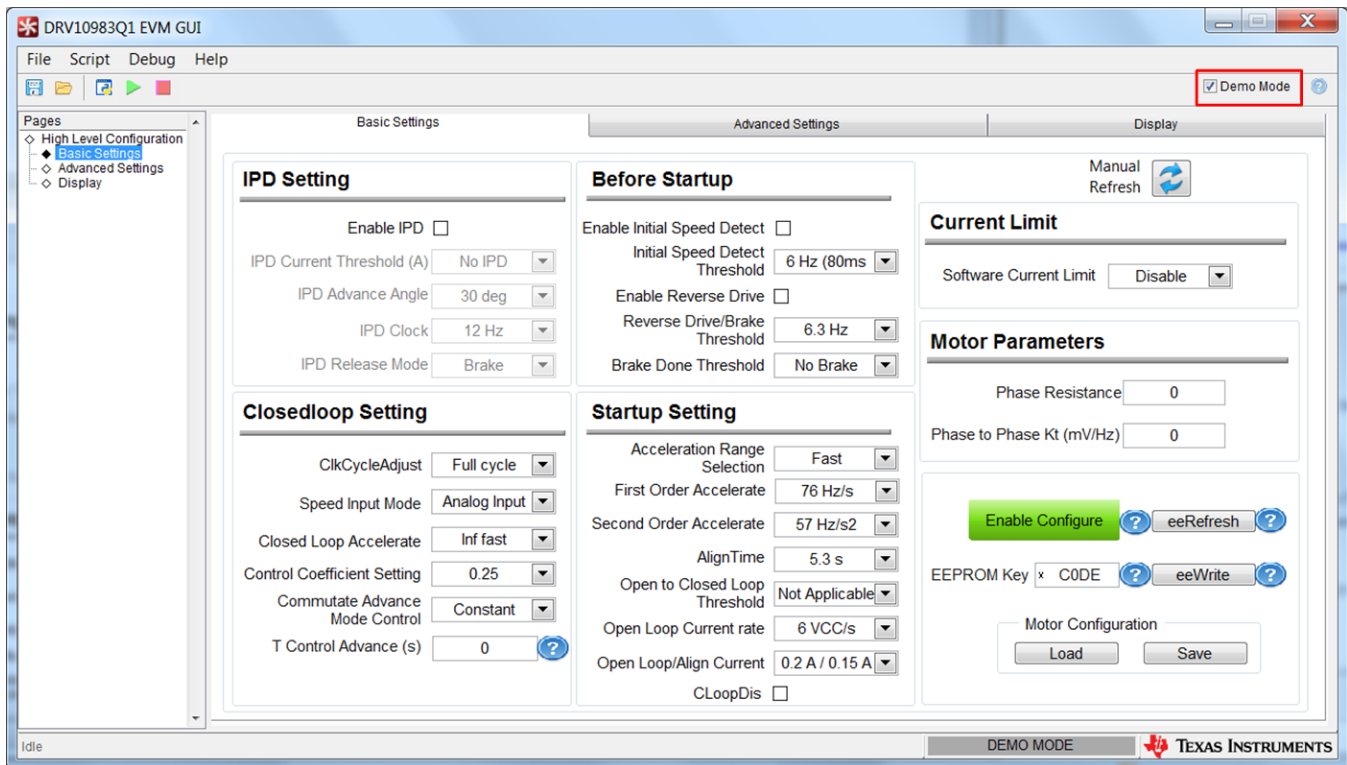 DRV10983Q1 EVM GUI
File Script Debug Help
Demo Mode
Pages
High Level Configuration
Basic Settings
Advanced Settings
Display
Basic Settings
Advanced Settings
Display
IPD Setting
Enable IPD
IPD Current Threshold (A) No IPD
IPD Advance Angle 30 deg
IPD Clock 12 Hz
IPD Release Mode Brake
Before Startup
Enable Initial Speed Detect
Initial Speed Detect
Threshold 6 Hz (80ms
Enable Reverse Drive
Reverse Drive/Brake
Threshold 6.3 Hz
Brake Done Threshold No Brake
Manual
Refresh
Current Limit
Software Current Limit Disable
Motor Parameters
Phase Resistance 0
Phase to Phase Kt (mV/Hz) 0
Closedloop Setting
ClkCycleAdjust Full cycle
Speed Input Mode Analog Input
Closed Loop Accelerate Inf fast
Control Coefficient Setting 0.25
Commutate Advance
Mode Control Constant
T Control Advance (s) 0 ?
Startup Setting
Acceleration Range
Selection Fast
First Order Accelerate 76 Hz/s
Second Order Accelerate 57 Hz/s2
AlignTime 5.3 s
Open to Closed Loop
Threshold Not Applicable
Open Loop Current rate 6 VCC/s
Open Loop/Align Current 0.2 A / 0.15 A
CLoopDis
Enable Configure ? eeRefresh ?
EEPROM Key x C0DE ? eeWrite ?
Motor Configuration
Load Save
Idle
DEMO MODE
TEXAS INSTRUMENTS